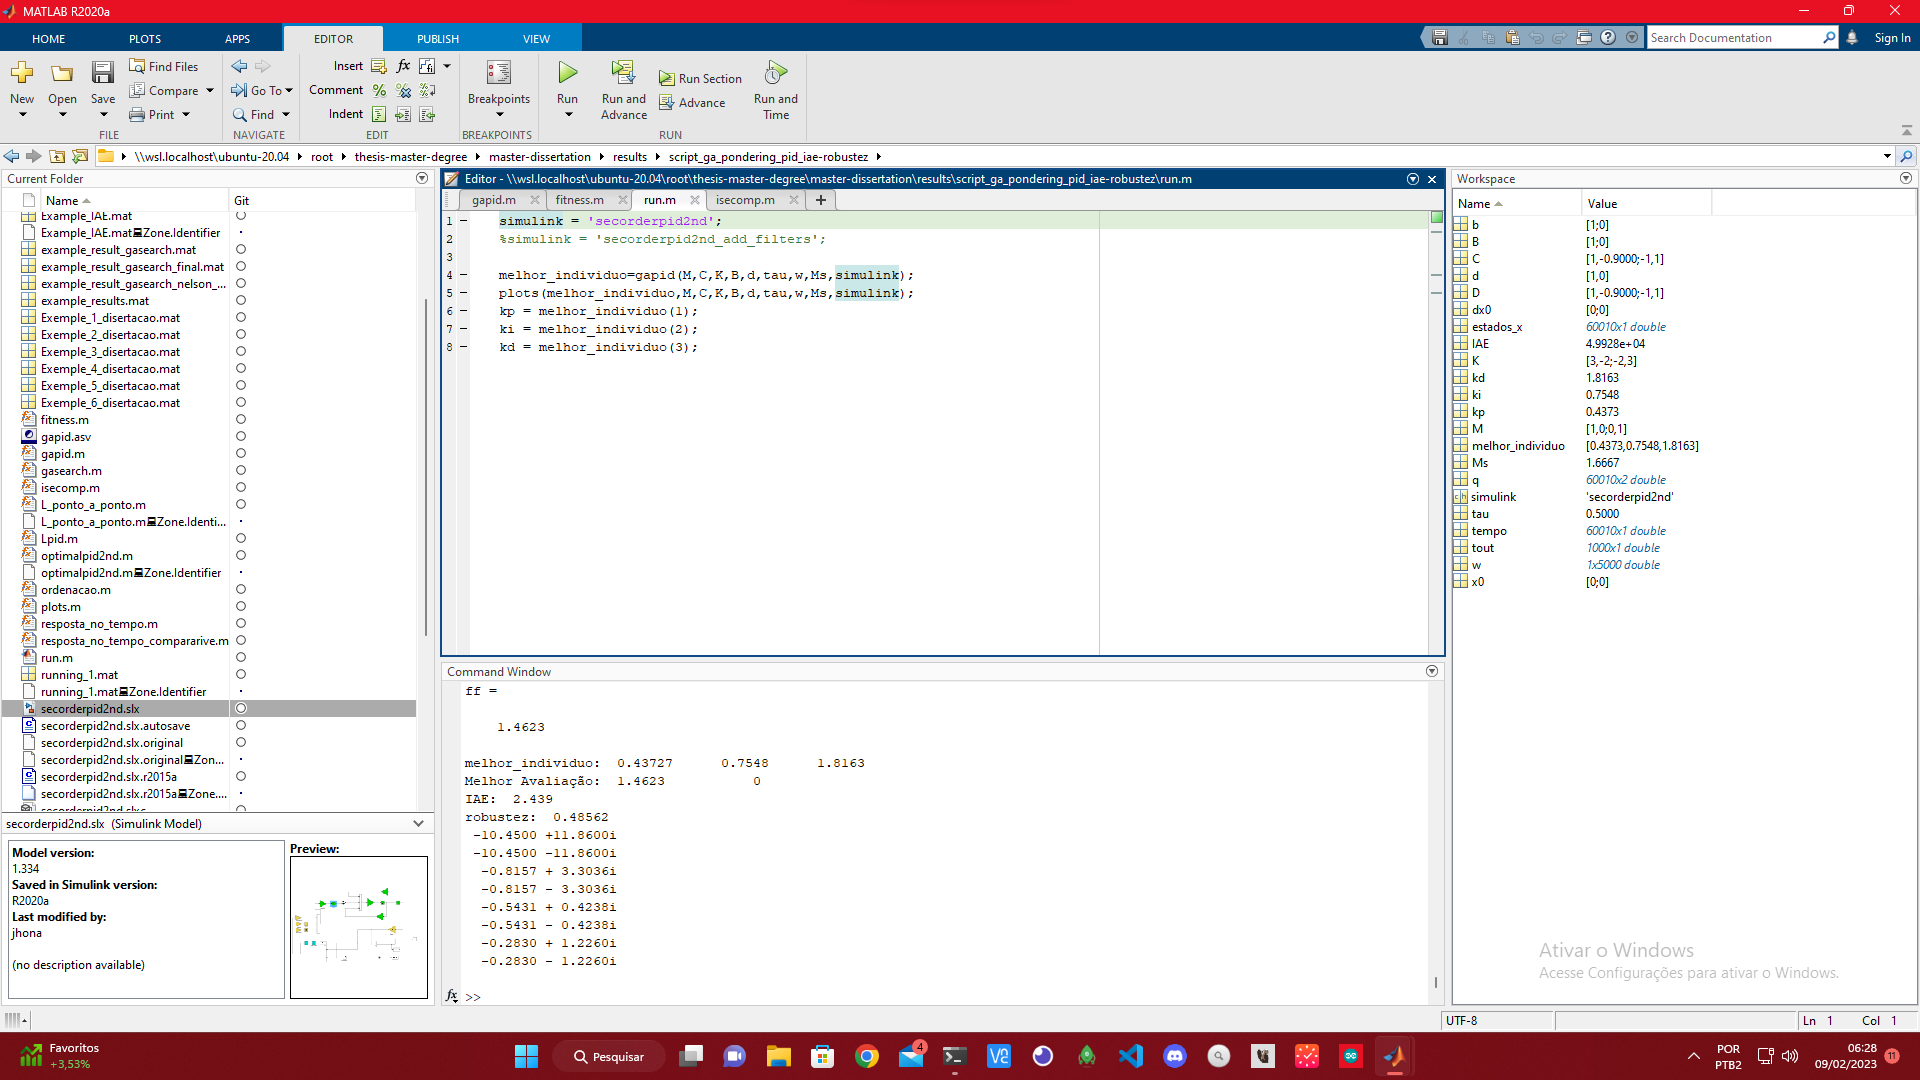 MATLAB R2020a
HOME PLOTS APPS EDITOR PUBLISH VIEW
Search Documentation
Sign In
New
Open
Save
Find Files
Compare
Print
FILE
Go To
Find
NAVIGATE
Insert
fx
Comment
Indent
EDIT
Breakpoints
BREAKPOINTS
Run
Run and Advance
Run Section
Advance
Run and Time
RUN
\\wsl.localhost\ubuntu-20.04 root thesis-master-degree master-dissertation results script_ga_pondering_pid_iae-robustez
Current Folder
Name Git
Example_IAE.mat
Example_IAE.mat:Zone.Identifier
example_result_gasearch.mat
example_result_gasearch_final.mat
example_result_gasearch_nelson_...
example_results.mat
Exemple_1_disertacao.mat
Exemple_2_disertacao.mat
Exemple_3_disertacao.mat
Exemple_4_disertacao.mat
Exemple_5_disertacao.mat
Exemple_6_disertacao.mat
fitness.m
gapid.asv
gapid.m
gasearch.m
isecomp.m
L_ponto_a_ponto.m
L_ponto_a_ponto.m:Zone.Identi...
Lpid.m
optimalpid2nd.m
optimalpid2nd.m:Zone.Identifier
ordenacao.m
plots.m
resposta_no_tempo.m
resposta_no_tempo_compararive.m
run.m
running_1.mat
running_1.mat:Zone.Identifier
secorderpid2nd.slx
secorderpid2nd.slx.autosave
secorderpid2nd.slx.original
secorderpid2nd.slx.original:Zon...
secorderpid2nd.slx.r2015a
secorderpid2nd.slx.r2015a:Zone....
secorderpid2nd.slx (Simulink Model)
Model version:
1.334
Saved in Simulink version:
R2020a
Last modified by:
jhona
(no description available)
Preview:
Editor - \\wsl.localhost\ubuntu-20.04\root\thesis-master-degree\master-dissertation\results\script_ga_pondering_pid_iae-robustez\run.m
gapid.m fitness.m run.m isecomp.m
1 simulink = 'secorderpid2nd';
2 %simulink = 'secorderpid2nd_add_filters';
3
4 melhor_individuo=gapid(M,C,K,B,d,tau,w,Ms,simulink);
5 plots(melhor_individuo,M,C,K,B,d,tau,w,Ms,simulink);
6 kp = melhor_individuo(1);
7 ki = melhor_individuo(2);
8 kd = melhor_individuo(3);
Command Window
ff =
1.4623
melhor_individuo: 0.43727 0.7548 1.8163
Melhor Avaliação: 1.4623 0
IAE: 2.439
robustez: 0.48562
-10.4500 +11.8600i
-10.4500 -11.8600i
-0.8157 + 3.3036i
-0.8157 - 3.3036i
-0.5431 + 0.4238i
-0.5431 - 0.4238i
-0.2830 + 1.2260i
-0.2830 - 1.2260i
fx >>
Workspace
Name Value
b [1;0]
B [1;0]
C [1,-0.9000;-1,1]
d [1,0]
D [1,-0.9000;-1,1]
dx0 [0;0]
estados_x 60010x1 double
IAE 4.9928e+04
K [3,-2;-2,3]
kd 1.8163
ki 0.7548
kp 0.4373
M [1,0;0,1]
melhor_individuo [0.4373,0.7548,1.8163]
Ms 1.6667
q 60010x2 double
simulink 'secorderpid2nd'
tau 0.5000
tempo 60010x1 double
tout 1000x1 double
w 1x5000 double
x0 [0;0]
Ativar o Windows
Acesse Configurações para ativar o Windows.
UTF-8
Ln 1 Col 1
Favoritos
+3,53%
Pesquisar
4
POR
PTB2
06:28
09/02/2023
11